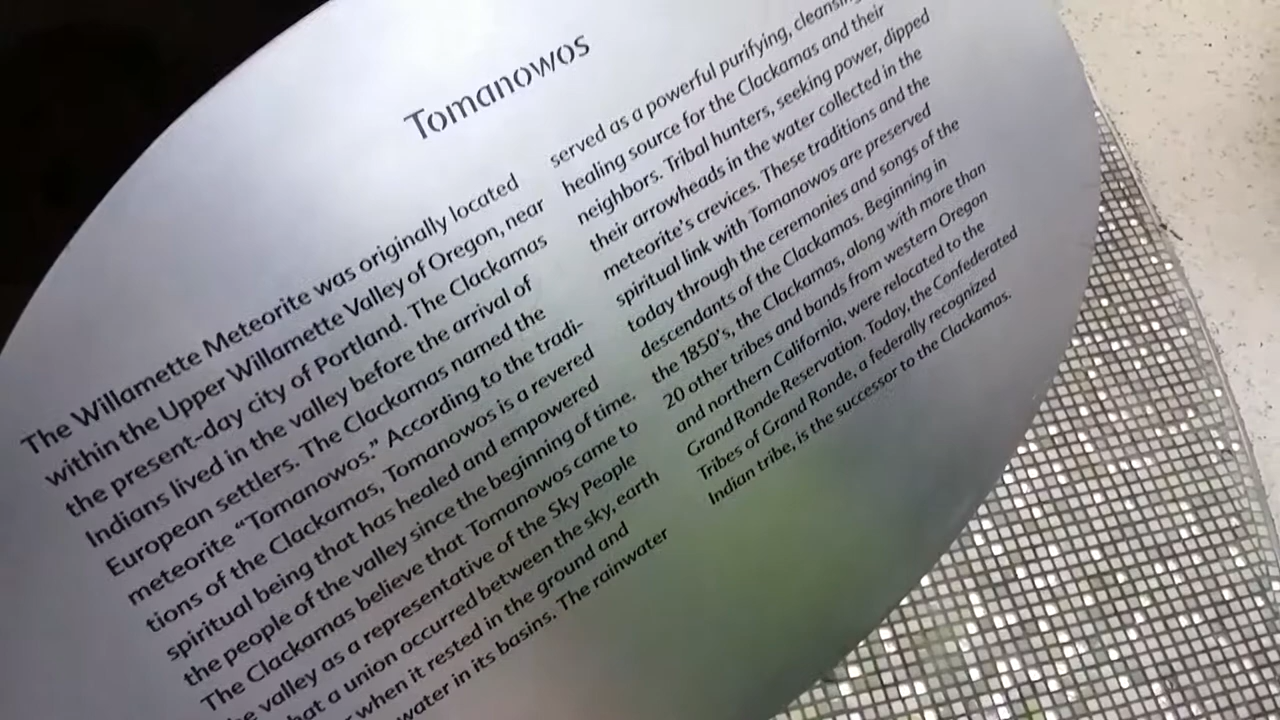 Tomanowos
The Willamette Meteorite was originally located
within the Upper Willamette Valley of Oregon, near
the present-day city of Portland. The Clackamas
Indians lived in the valley before the arrival of
European settlers. The Clackamas named the
meteorite “Tomanowos.” According to the tradi-
tions of the Clackamas, Tomanowos is a revered
spiritual being that has healed and empowered
the people of the valley since the beginning of time.
The Clackamas believe that Tomanowos came to
valley as a representative of the Sky People
a union occurred between the sky, earth
when it rested in the ground and
water in its basins. The rainwater
served as a powerful purifying, cleansing
healing source for the Clackamas and their
neighbors. Tribal hunters, seeking power, dipped
their arrowheads in the water collected in the
meteorite's crevices. These traditions and the
spiritual link with Tomanowos are preserved
today through the ceremonies and songs of the
descendants of the Clackamas. Beginning in
the 1850's, the Clackamas, along with more than
20 other tribes and bands from western Oregon
and northern California, were relocated to the
Grand Ronde Reservation. Today, the Confederated
Tribes of Grand Ronde, a federally recognized
Indian tribe, is the successor to the Clackamas.